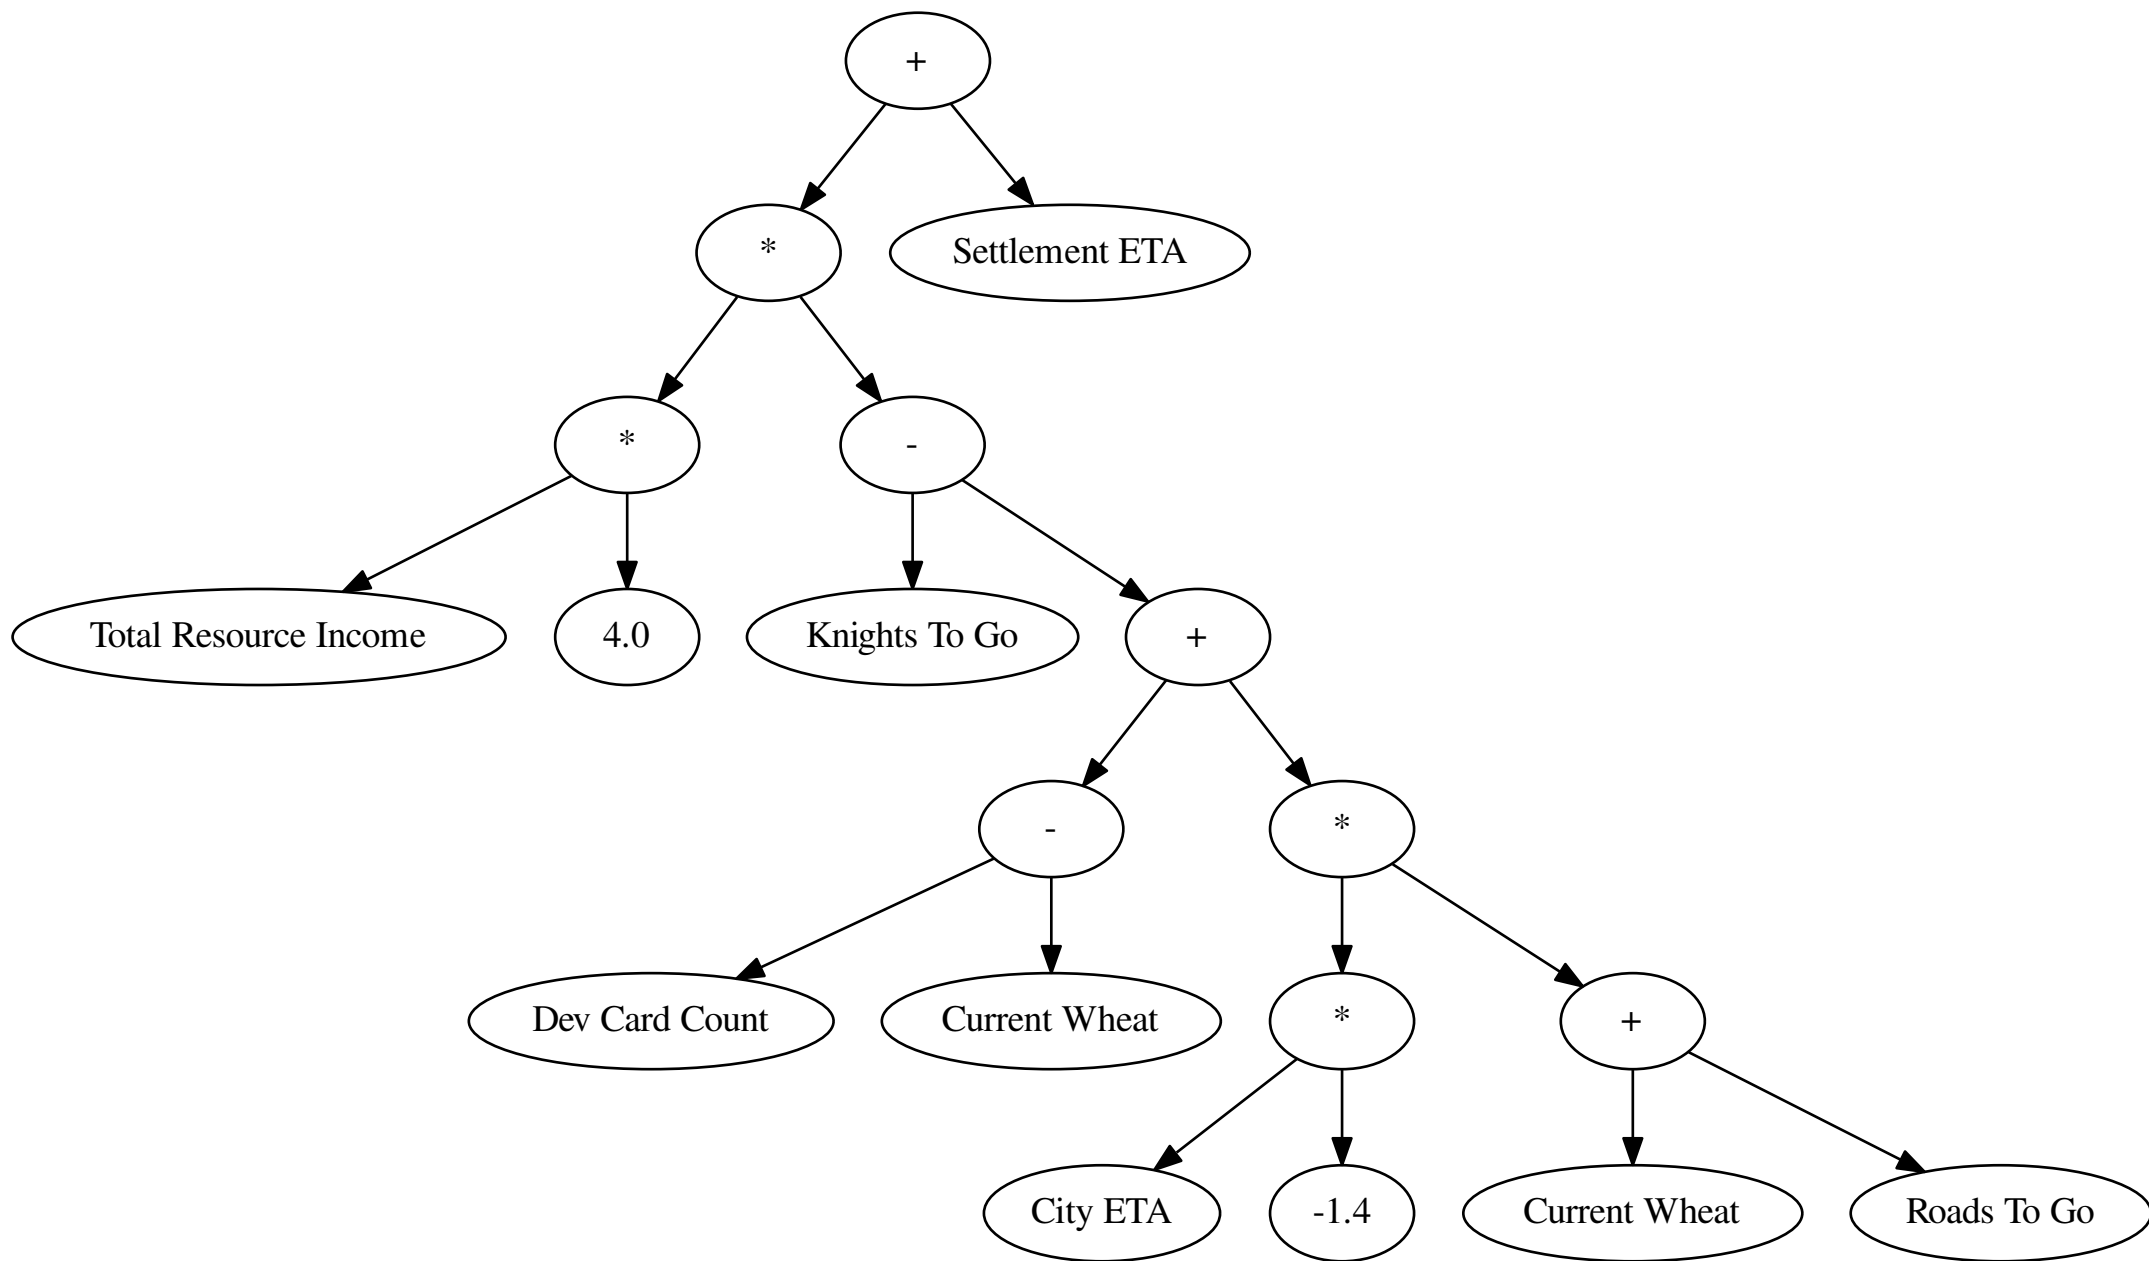 +
*
Settlement ETA
*
-
Total Resource Income
4.0
Knights To Go
+
-
*
Dev Card Count
Current Wheat
*
+
City ETA
-1.4
Current Wheat
Roads To Go